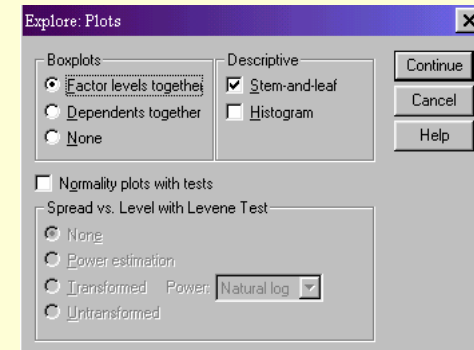 Explore: Plots
Boxplots
Factor levels together
Dependents together
None
Descriptive
Stem-and-leaf
Histogram
Continue
Cancel
Help
Normality plots with tests
Spread vs. Level with Levene Test
None
Power estimation
Transformed Power: Natural log
Untransformed